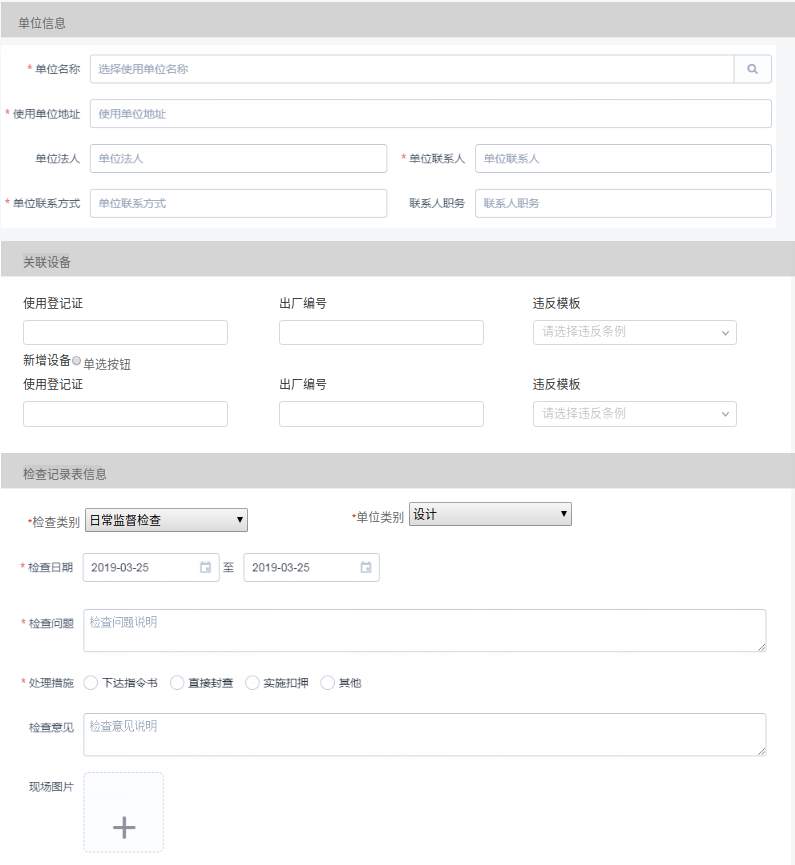 单位信息
* 单位名称 选择使用单位名称
* 使用单位地址 使用单位地址
单位法人 单位法人 * 单位联系人 单位联系人
* 单位联系方式 单位联系方式 联系人职务 联系人职务
关联设备
使用登记证 出厂编号 违反模板
请选择违反条例
新增设备 单选按钮
使用登记证 出厂编号 违反模板
请选择违反条例
检查记录表信息
*检查类别 日常监督检查 *单位类别 设计
* 检查日期 2019-03-25 至 2019-03-25
* 检查问题 检查问题说明
* 处理措施 下达指令书 直接封查 实施扣押 其他
检查意见 检查意见说明
现场图片